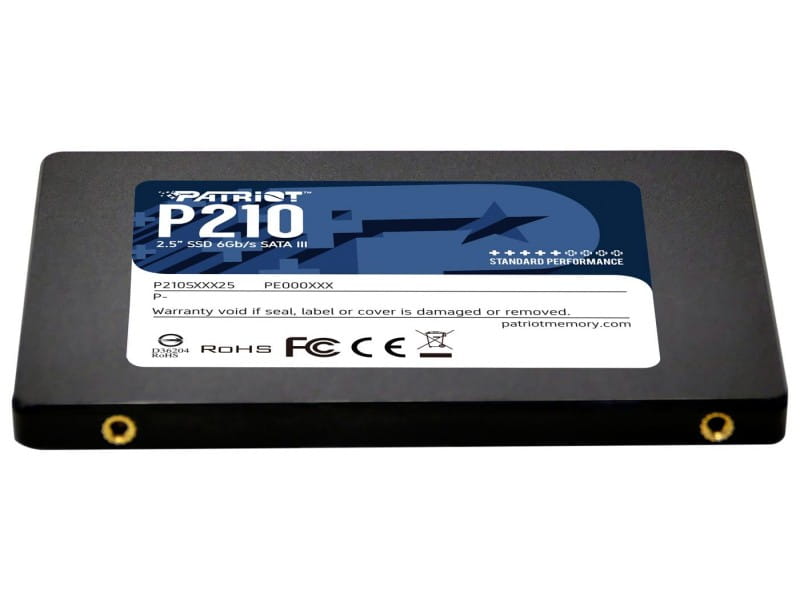 PATRIOT™
P210
2.5" SSD 6Gb/s SATA III
STANDARD PERFORMANCE
P210SXXX25 PE000XXX
P-
Warranty void if seal, label or cover is damaged or removed.
patriotmemory.com
D36204
RoHS
RoHS FC CE